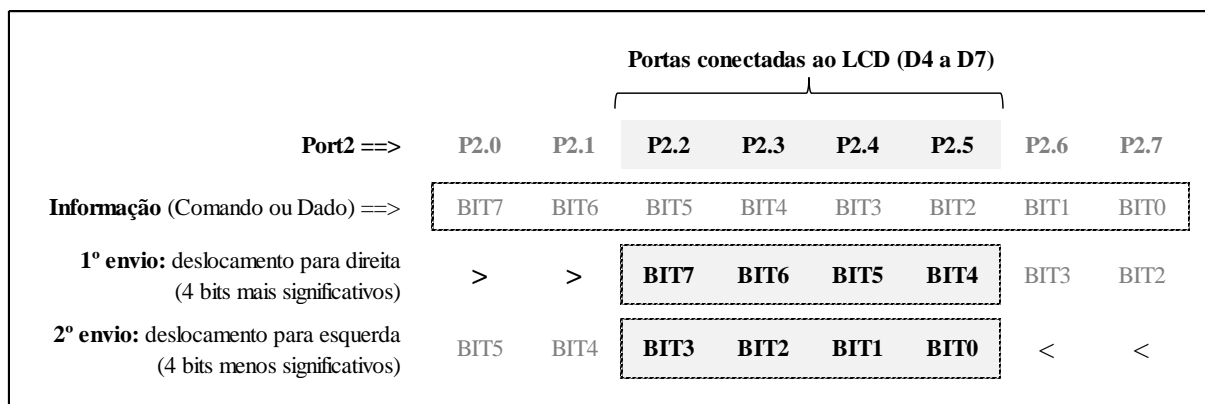 Portas conectadas ao LCD (D4 a D7)
Port2 ==> P2.0 P2.1 P2.2 P2.3 P2.4 P2.5 P2.6 P2.7
Informação (Comando ou Dado) ==> BIT7 BIT6 BIT5 BIT4 BIT3 BIT2 BIT1 BIT0
1º envio: deslocamento para direita
(4 bits mais significativos) > > BIT7 BIT6 BIT5 BIT4 BIT3 BIT2
2º envio: deslocamento para esquerda
(4 bits menos significativos) BIT5 BIT4 BIT3 BIT2 BIT1 BIT0 < <